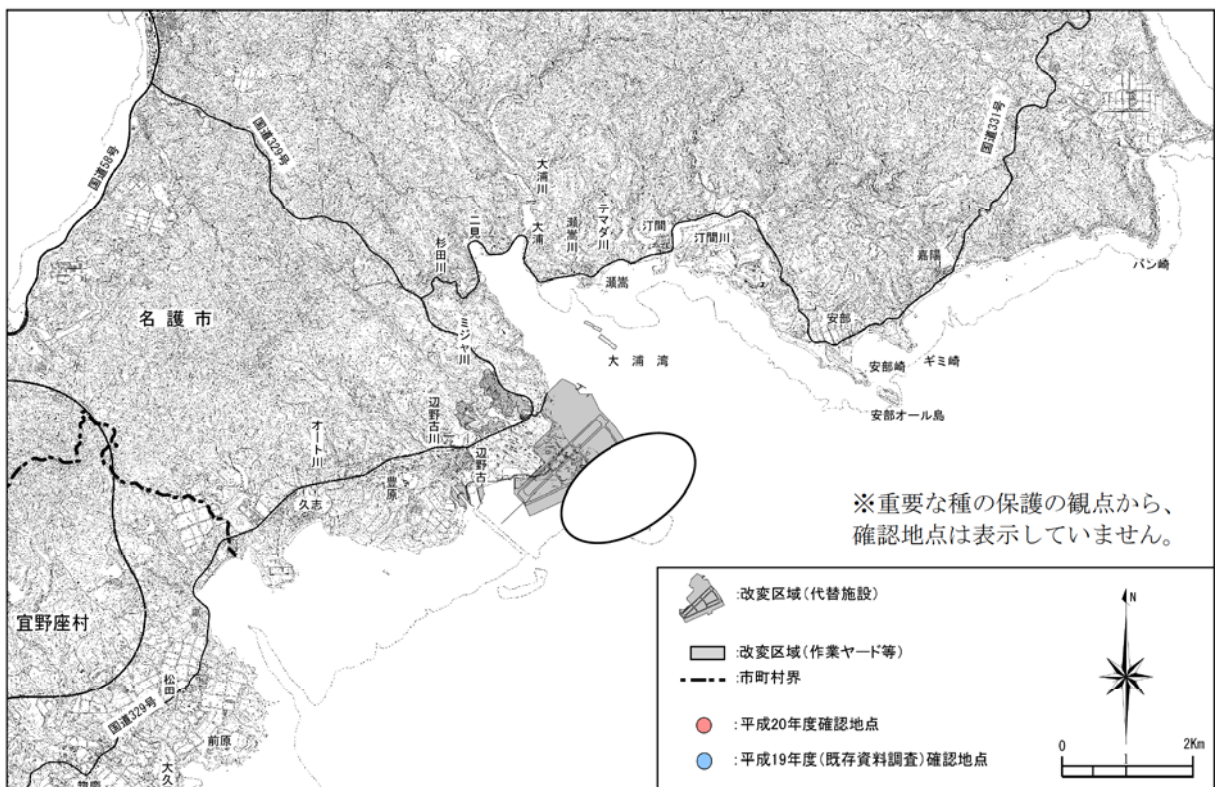 国道58号
国道329号
国道331号
大浦川
大浦
二見
杉田川
瀬嵩川
テマダ川
汀間
汀間川
瀬嵩
嘉陽
バン崎
名護市
ミジャ川
大浦湾
安部
安部崎
ギミ崎
安部オール島
オート川
辺野古川
辺野古
豊原
久志
※重要な種の保護の観点から、
確認地点は表示していません。
宜野座村
松田
国道329号
前原
大久
惣慶
:改変区域(代替施設)
:改変区域(作業ヤード等)
:市町村界
:平成20年度確認地点
:平成19年度(既存資料調査)確認地点
N
0 2Km